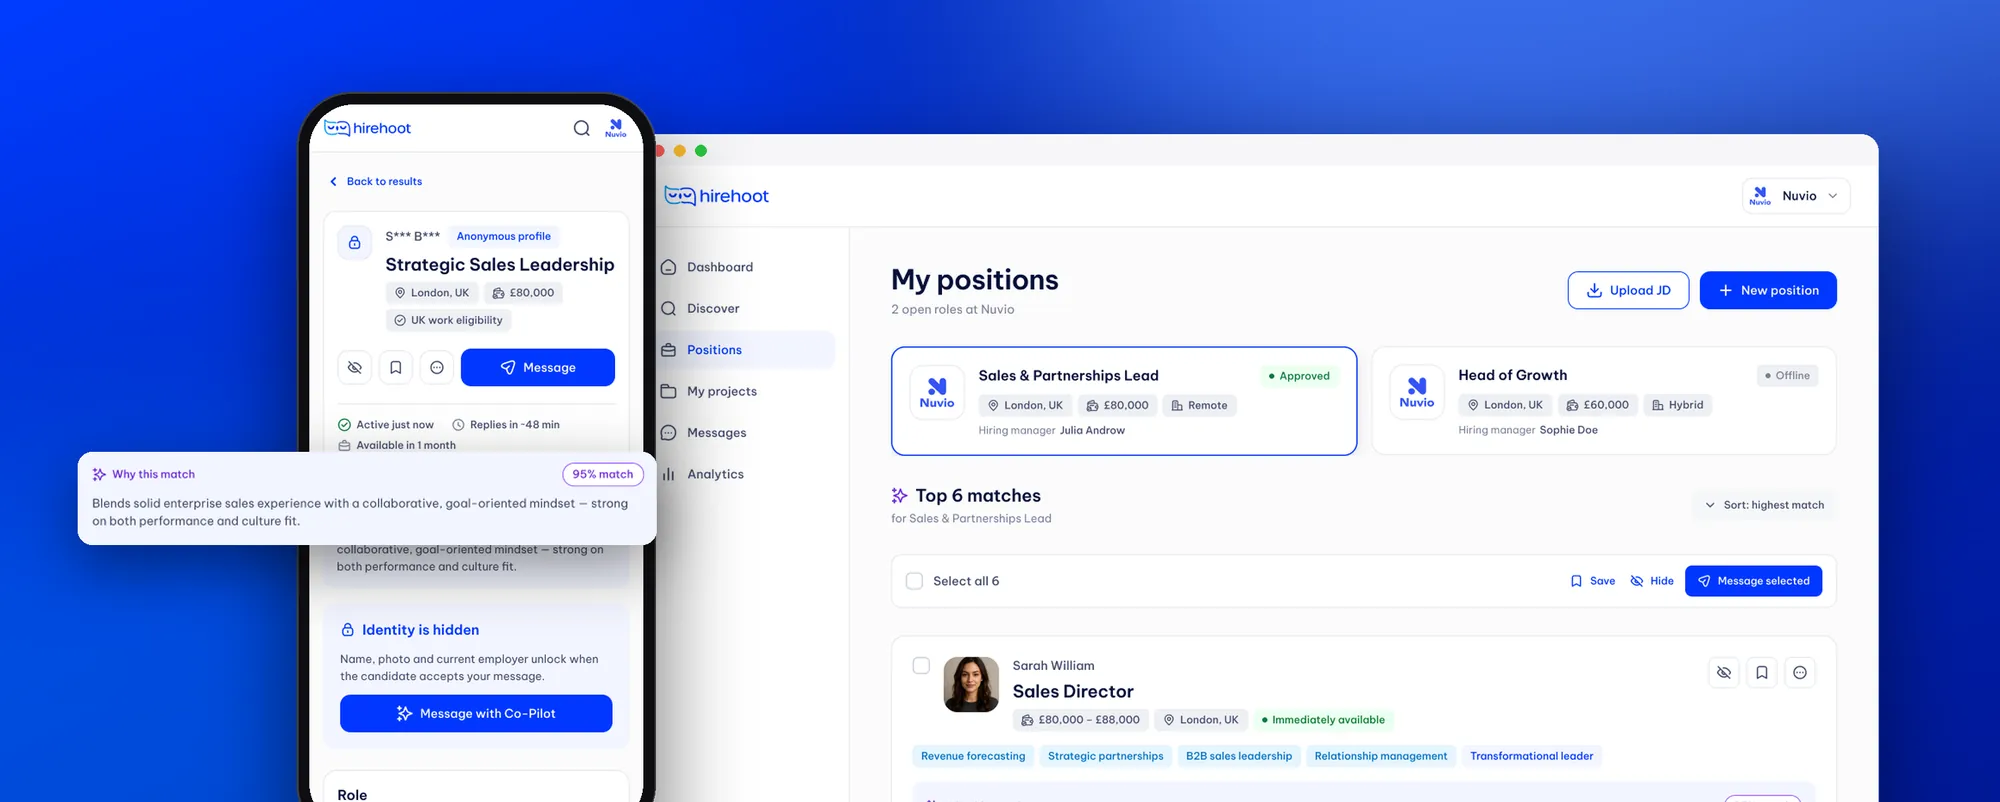 hirehoot
Nuvio
Back to results
S*** B***
Anonymous profile
Strategic Sales Leadership
London, UK
£80,000
UK work eligibility
Message
Active just now
Replies in ~48 min
Available in 1 month
Why this match
95% match
Blends solid enterprise sales experience with a collaborative, goal-oriented mindset — strong
on both performance and culture fit.
collaborative, goal-oriented mindset — strong on
both performance and culture fit.
Identity is hidden
Name, photo and current employer unlock when
the candidate accepts your message.
Message with Co-Pilot
Role
hirehoot
Nuvio
Nuvio
Dashboard
Discover
Positions
My projects
Messages
Analytics
My positions
2 open roles at Nuvio
Upload JD
New position
Nuvio
Sales & Partnerships Lead
Approved
London, UK
£80,000
Remote
Hiring manager Julia Androw
Nuvio
Head of Growth
Offline
London, UK
£60,000
Hybrid
Hiring manager Sophie Doe
Top 6 matches
for Sales & Partnerships Lead
Sort: highest match
Select all 6
Save
Hide
Message selected
Sarah William
Sales Director
£80,000 – £88,000
London, UK
Immediately available
Revenue forecasting
Strategic partnerships
B2B sales leadership
Relationship management
Transformational leader